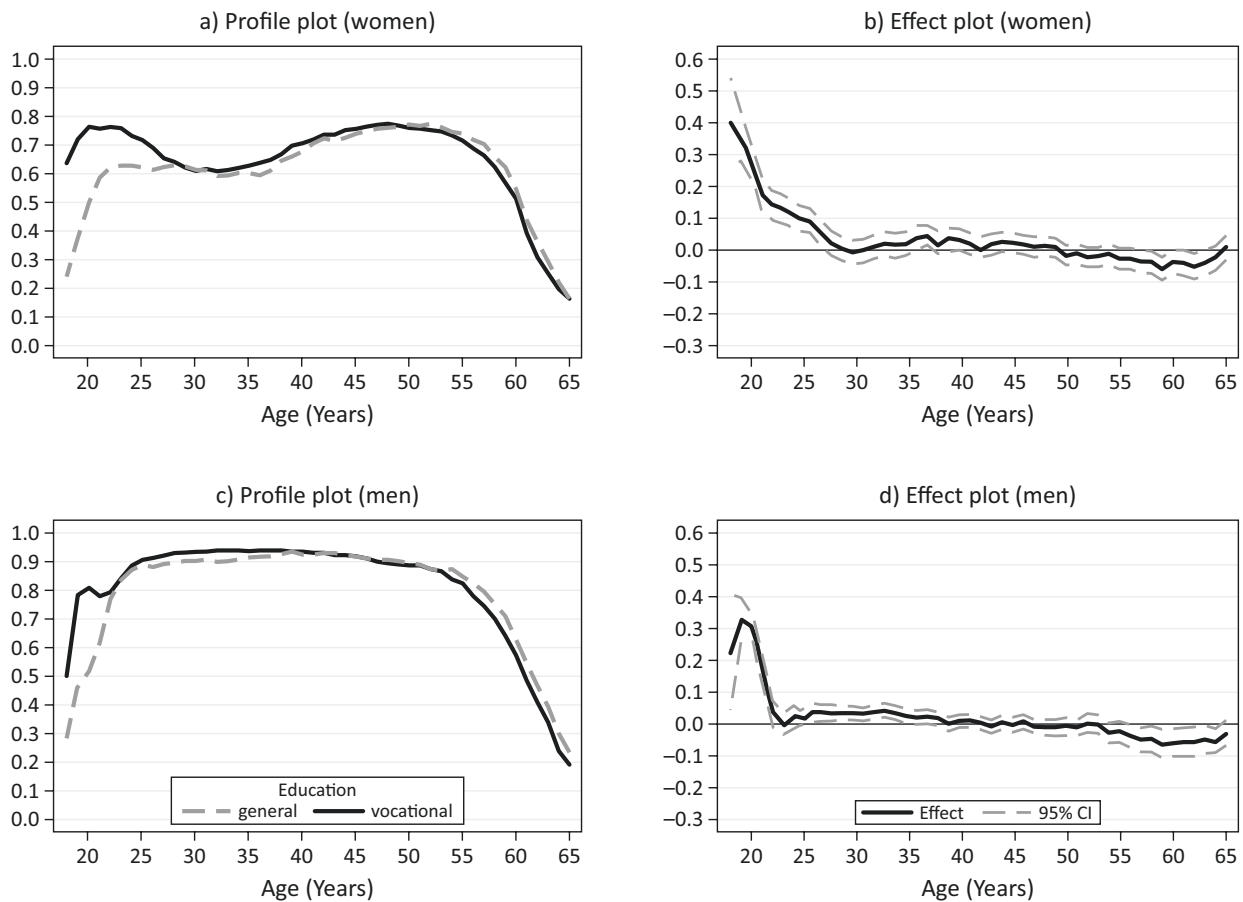 a) Profile plot (women)
1.0
0.9
0.8
0.7
0.6
0.5
0.4
0.3
0.2
0.1
0.0
20 25 30 35 40 45 50 55 60 65
Age (Years)
b) Effect plot (women)
0.6
0.5
0.4
0.3
0.2
0.1
0.0
–0.1
–0.2
–0.3
20 25 30 35 40 45 50 55 60 65
Age (Years)
c) Profile plot (men)
1.0
0.9
0.8
0.7
0.6
0.5
0.4
0.3
0.2
0.1
0.0
Education
general vocational
20 25 30 35 40 45 50 55 60 65
Age (Years)
d) Effect plot (men)
0.6
0.5
0.4
0.3
0.2
0.1
0.0
–0.1
–0.2
–0.3
Effect 95% CI
20 25 30 35 40 45 50 55 60 65
Age (Years)